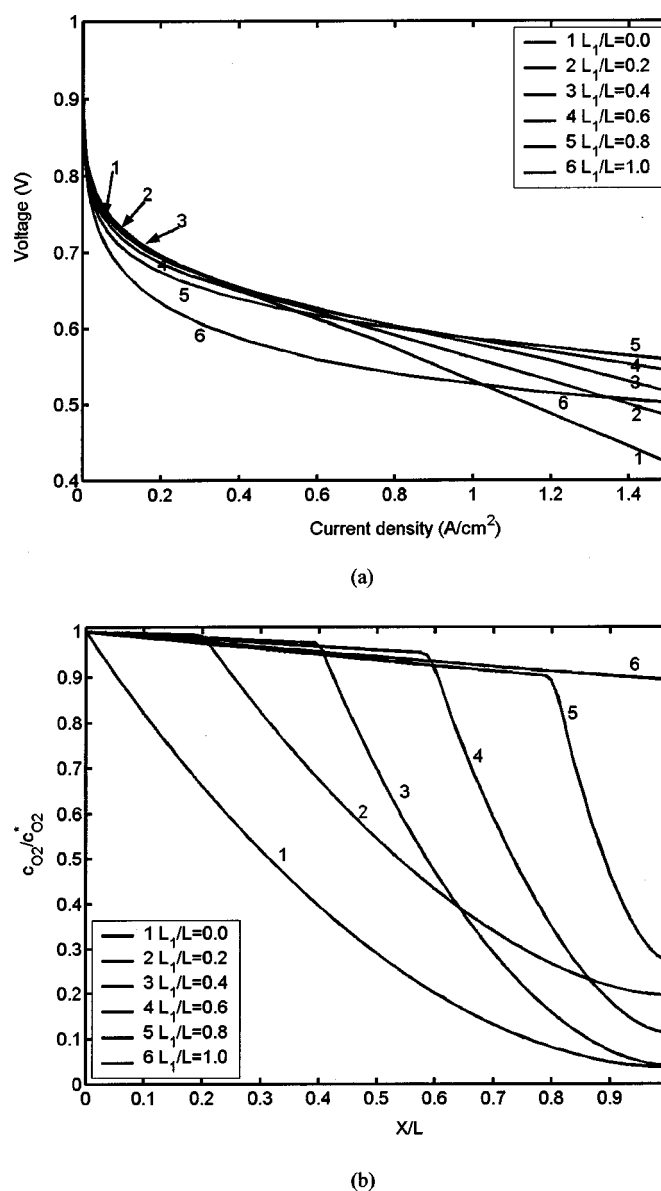 1
0.9
0.8
0.7
0.6
0.5
0.4
Voltage (V)
1 L₁/L=0.0
2 L₁/L=0.2
3 L₁/L=0.4
4 L₁/L=0.6
5 L₁/L=0.8
6 L₁/L=1.0
1
2
3
4
5
6
5
4
3
6
2
1
0 0.2 0.4 0.6 0.8 1 1.2 1.4
Current density (A/cm²)
(a)
1
0.9
0.8
0.7
0.6
0.5
0.4
0.3
0.2
0.1
0
c_O2/c*_O2
6
5
4
3
2
1
1 L₁/L=0.0
2 L₁/L=0.2
3 L₁/L=0.4
4 L₁/L=0.6
5 L₁/L=0.8
6 L₁/L=1.0
0 0.1 0.2 0.3 0.4 0.5 0.6 0.7 0.8 0.9
X/L
(b)